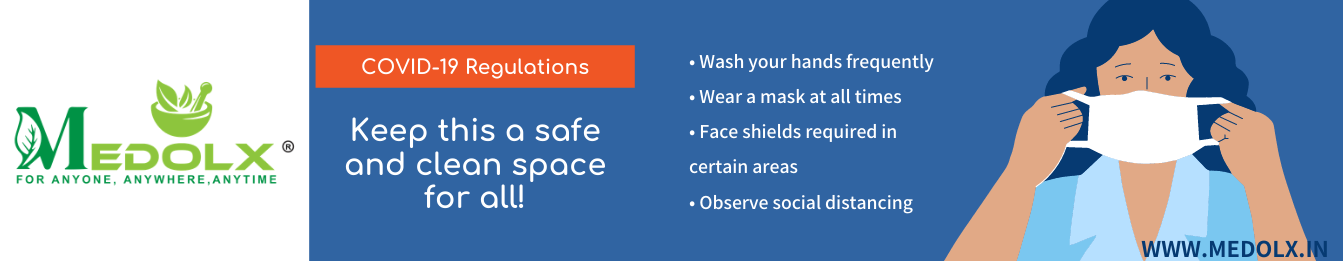 MEDOLX ®
FOR ANYONE, ANYWHERE,ANYTIME
COVID-19 Regulations
Keep this a safe
and clean space
for all!
• Wash your hands frequently
• Wear a mask at all times
• Face shields required in
certain areas
• Observe social distancing
WWW.MEDOLX.IN